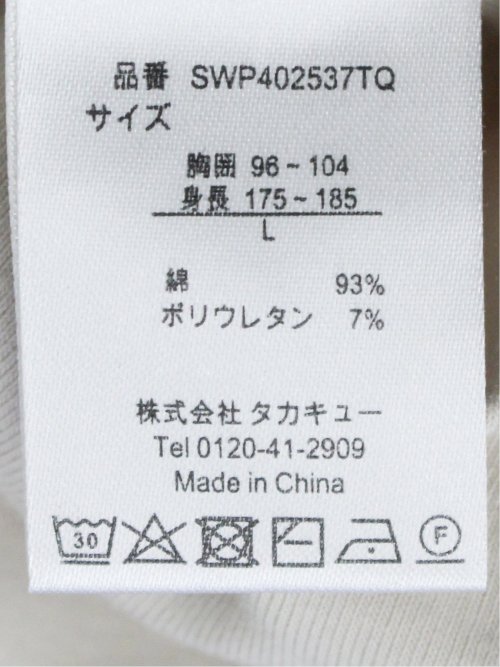 品番 SWP402537TQ
サイズ
胸囲 96~104
身長 175~185
L
綿 93%
ポリウレタン 7%
株式会社 タカキュー
Tel 0120-41-2909
Made in China
30 F